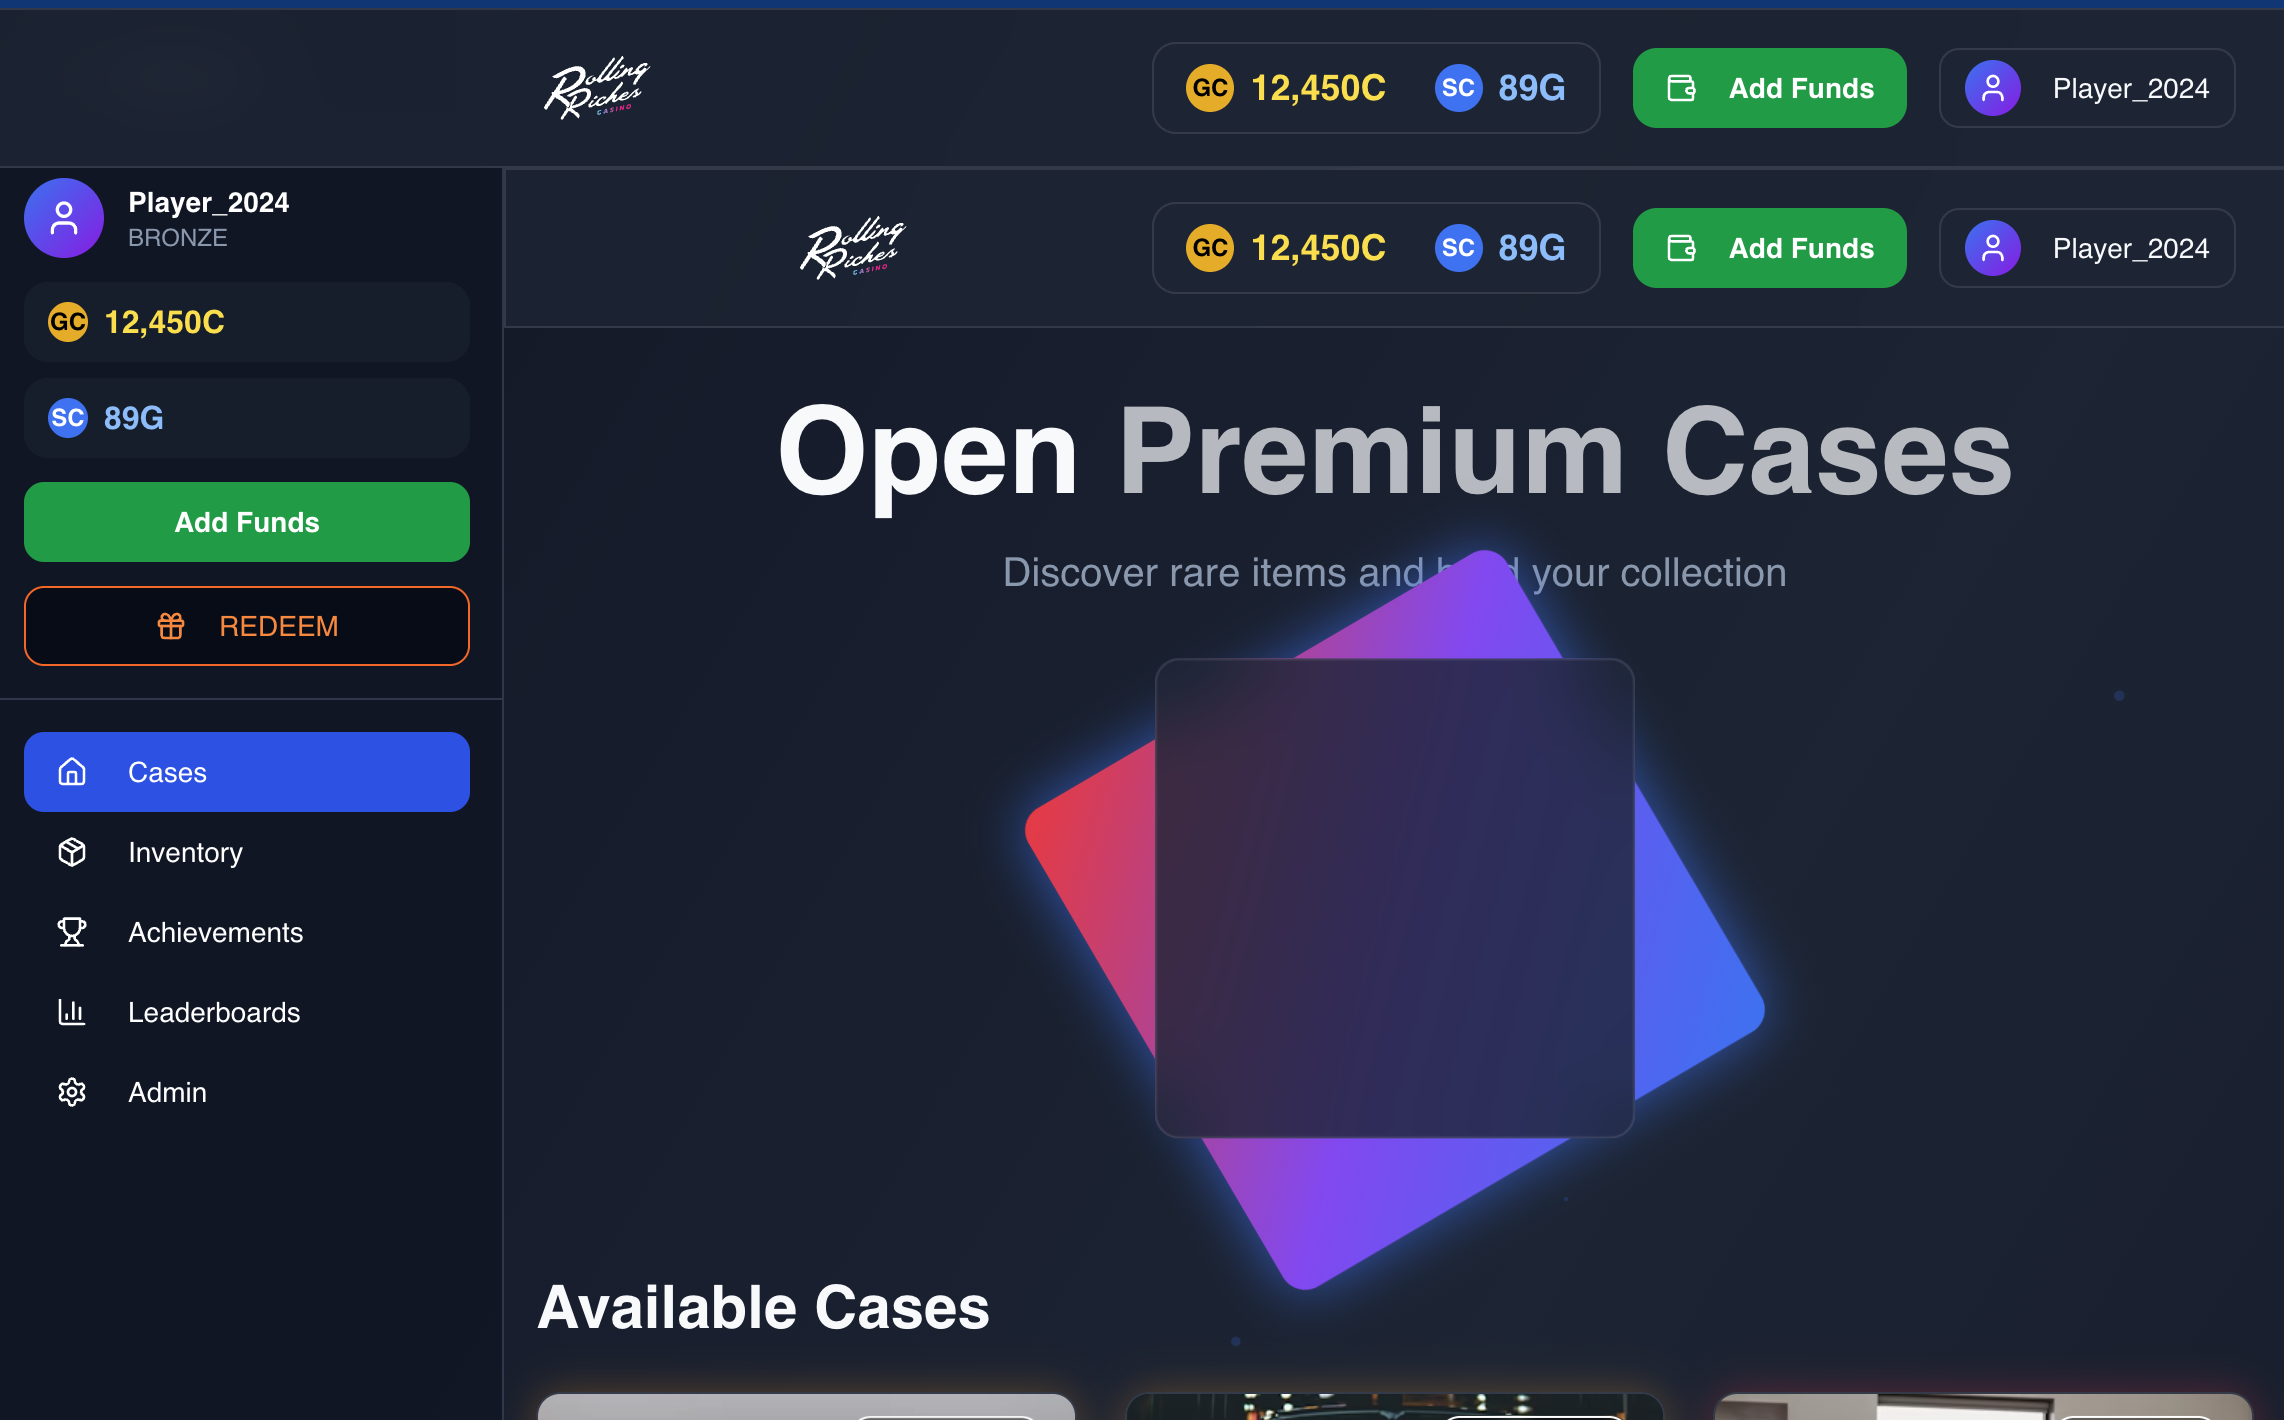 Rolling
Riches
CASINO
GC 12,450C SC 89G
Add Funds
Player_2024
Player_2024
BRONZE
GC 12,450C
SC 89G
Add Funds
REDEEM
Cases
Inventory
Achievements
Leaderboards
Admin
Rolling
Riches
CASINO
GC 12,450C SC 89G
Add Funds
Player_2024
Open Premium Cases
Discover rare items and your collection
Available Cases